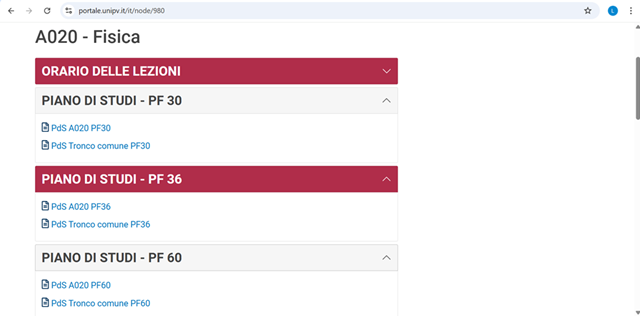 portale.unipv.it/it/node/980
L
A020 - Fisica
ORARIO DELLE LEZIONI
PIANO DI STUDI - PF 30
PdS A020 PF30
PdS Tronco comune PF30
PIANO DI STUDI - PF 36
PdS A020 PF36
PdS Tronco comune PF36
PIANO DI STUDI - PF 60
PdS A020 PF60
PdS Tronco comune PF60